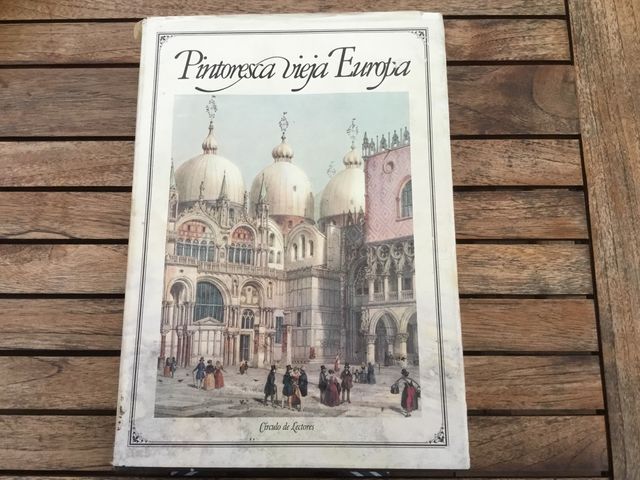 Pintoresca vieja Europa
Círculo de Lectores